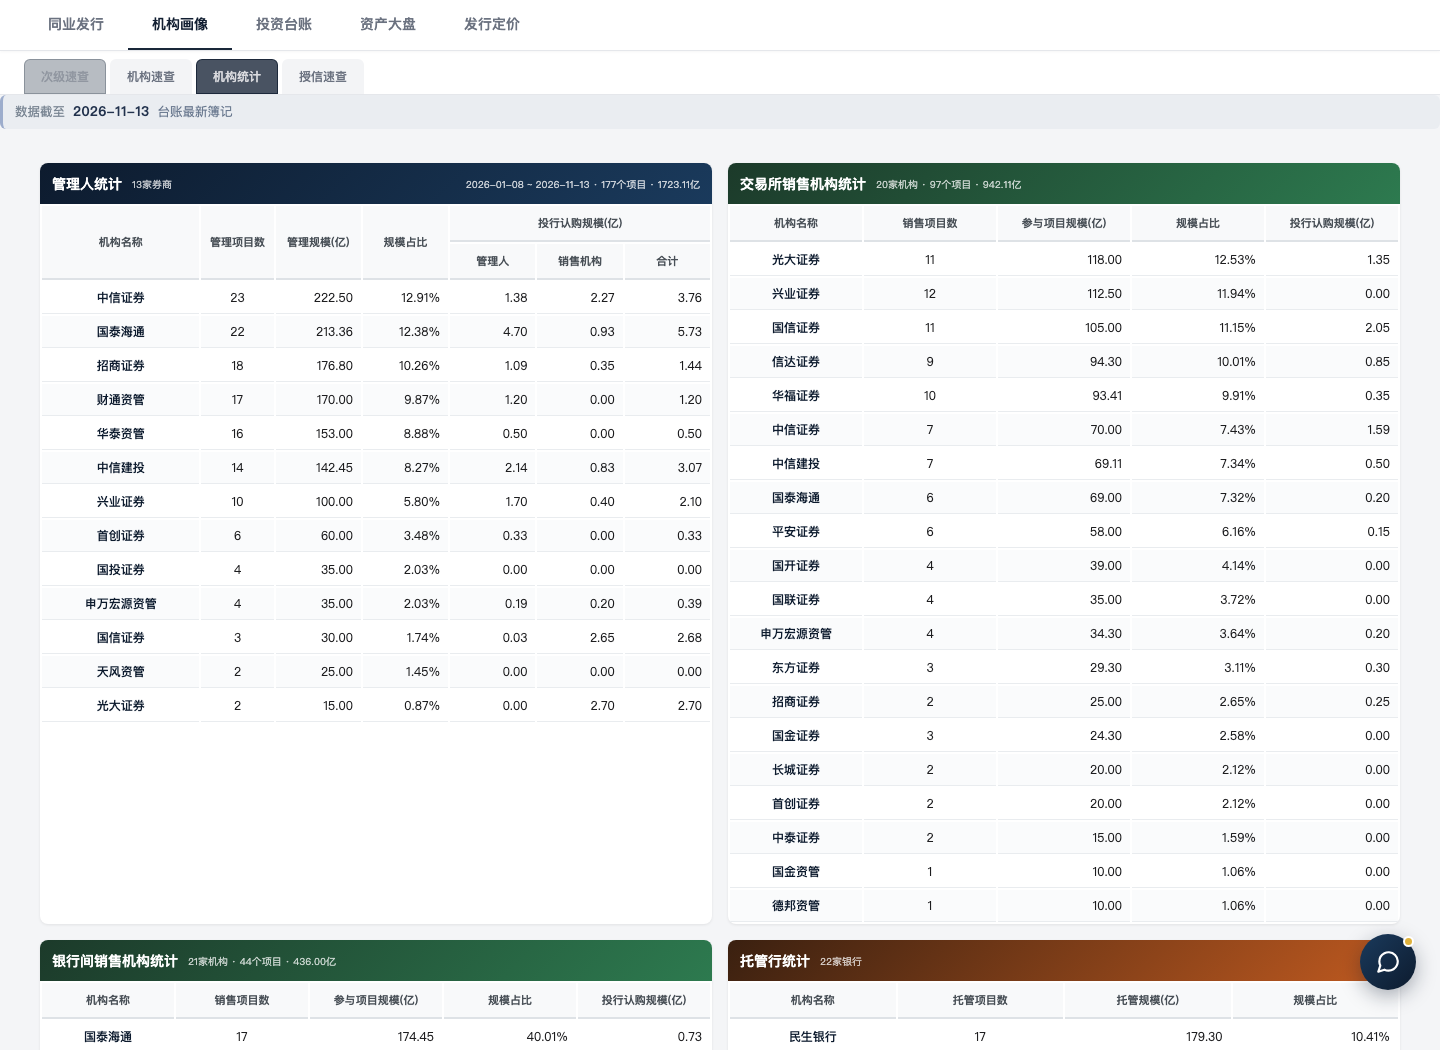 同业发行 机构画像 投资台账 资产大盘 发行定价
次级速查 机构速查 机构统计 授信速查
数据截至 2026-11-13 台账最新簿记
管理人统计 13家券商 2026-01-08 ~ 2026-11-13 · 177个项目 · 1723.11亿
机构名称 管理项目数 管理规模(亿) 规模占比 投行认购规模(亿)
管理人 销售机构 合计
中信证券 23 222.50 12.91% 1.38 2.27 3.76
国泰海通 22 213.36 12.38% 4.70 0.93 5.73
招商证券 18 176.80 10.26% 1.09 0.35 1.44
财通资管 17 170.00 9.87% 1.20 0.00 1.20
华泰资管 16 153.00 8.88% 0.50 0.00 0.50
中信建投 14 142.45 8.27% 2.14 0.83 3.07
兴业证券 10 100.00 5.80% 1.70 0.40 2.10
首创证券 6 60.00 3.48% 0.33 0.00 0.33
国投证券 4 35.00 2.03% 0.00 0.00 0.00
申万宏源资管 4 35.00 2.03% 0.19 0.20 0.39
国信证券 3 30.00 1.74% 0.03 2.65 2.68
天风资管 2 25.00 1.45% 0.00 0.00 0.00
光大证券 2 15.00 0.87% 0.00 2.70 2.70
交易所销售机构统计 20家机构 · 97个项目 · 942.11亿
机构名称 销售项目数 参与项目规模(亿) 规模占比 投行认购规模(亿)
光大证券 11 118.00 12.53% 1.35
兴业证券 12 112.50 11.94% 0.00
国信证券 11 105.00 11.15% 2.05
信达证券 9 94.30 10.01% 0.85
华福证券 10 93.41 9.91% 0.35
中信证券 7 70.00 7.43% 1.59
中信建投 7 69.11 7.34% 0.50
国泰海通 6 69.00 7.32% 0.20
平安证券 6 58.00 6.16% 0.15
国开证券 4 39.00 4.14% 0.00
国联证券 4 35.00 3.72% 0.00
申万宏源资管 4 34.30 3.64% 0.20
东方证券 3 29.30 3.11% 0.30
招商证券 2 25.00 2.65% 0.25
国金证券 3 24.30 2.58% 0.00
长城证券 2 20.00 2.12% 0.00
首创证券 2 20.00 2.12% 0.00
中泰证券 2 15.00 1.59% 0.00
国金资管 1 10.00 1.06% 0.00
德邦资管 1 10.00 1.06% 0.00
银行间销售机构统计 21家机构 · 44个项目 · 436.00亿
机构名称 销售项目数 参与项目规模(亿) 规模占比 投行认购规模(亿)
国泰海通 17 174.45 40.01% 0.73
托管行统计 22家银行
机构名称 托管项目数 托管规模(亿) 规模占比
民生银行 17 179.30 10.41%